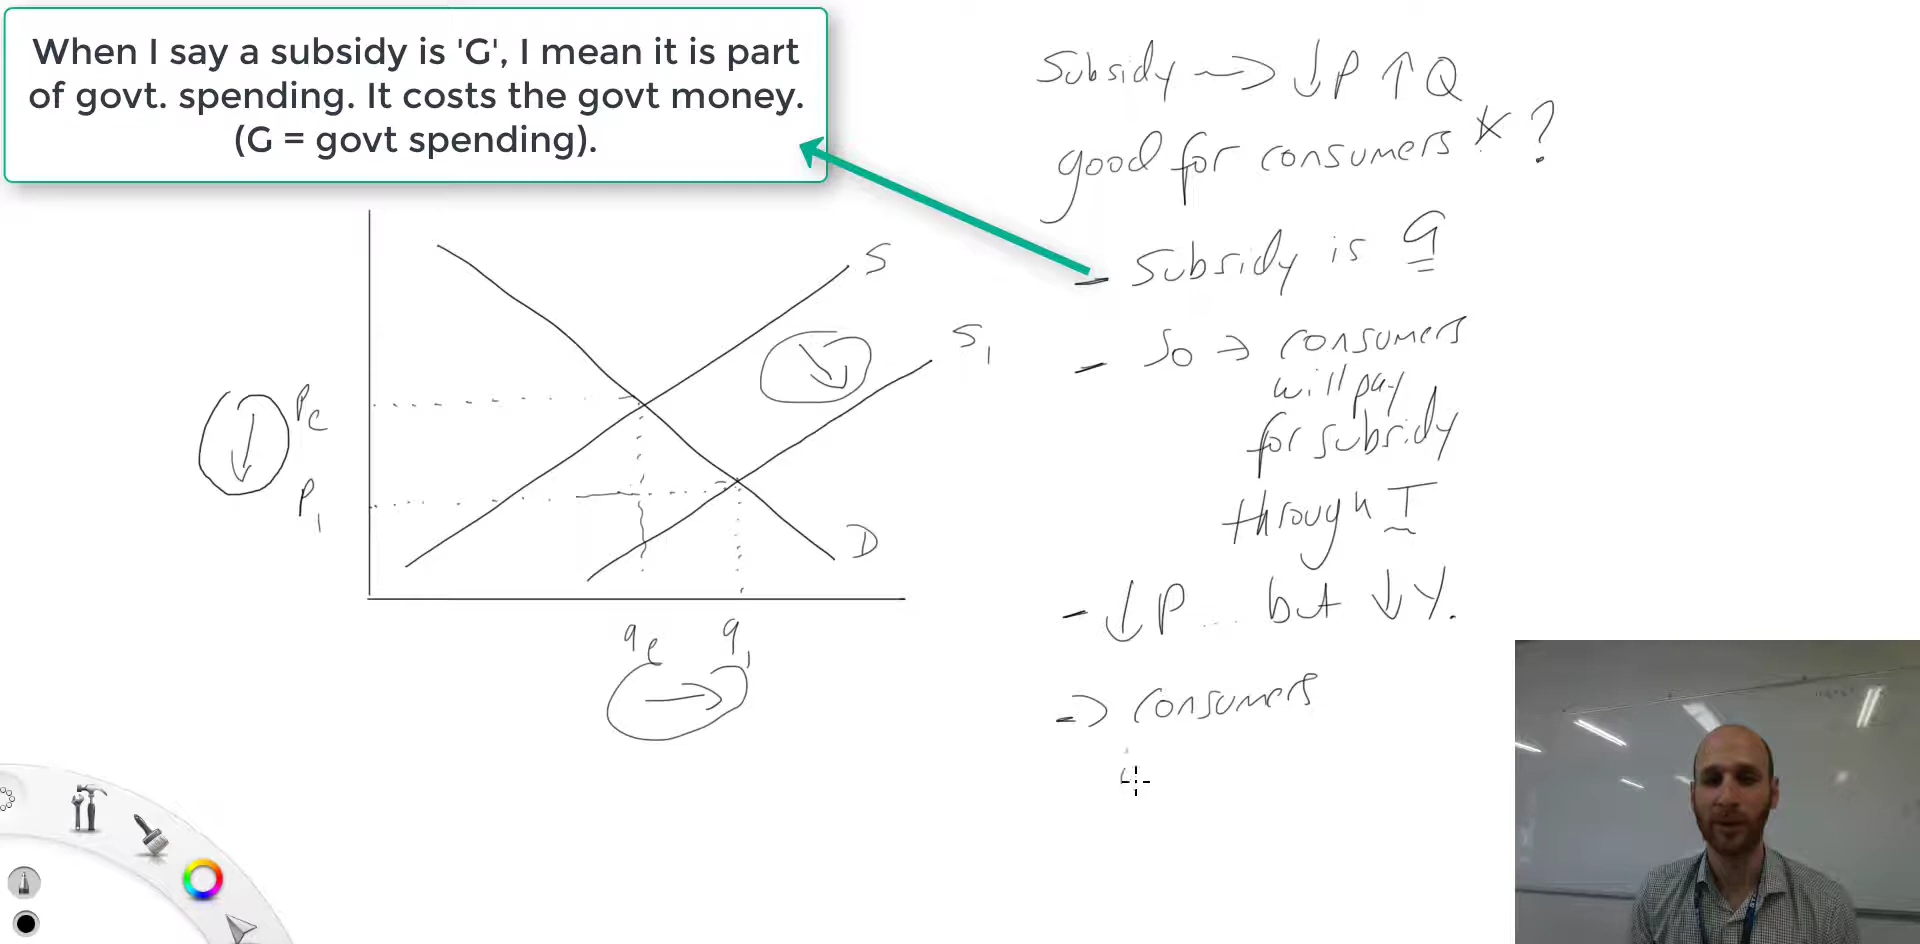 When I say a subsidy is 'G', I mean it is part
of govt. spending. It costs the govt money.
(G = govt spending).
Subsidy → ↓P ↑Q
good for consumers * ?
- Subsidy is G
- So → consumers
will pay
for subsidy
through T
- ↓P ... but ↓Y.
→ consumers
S
S1
Pe
P1
D
qe q1